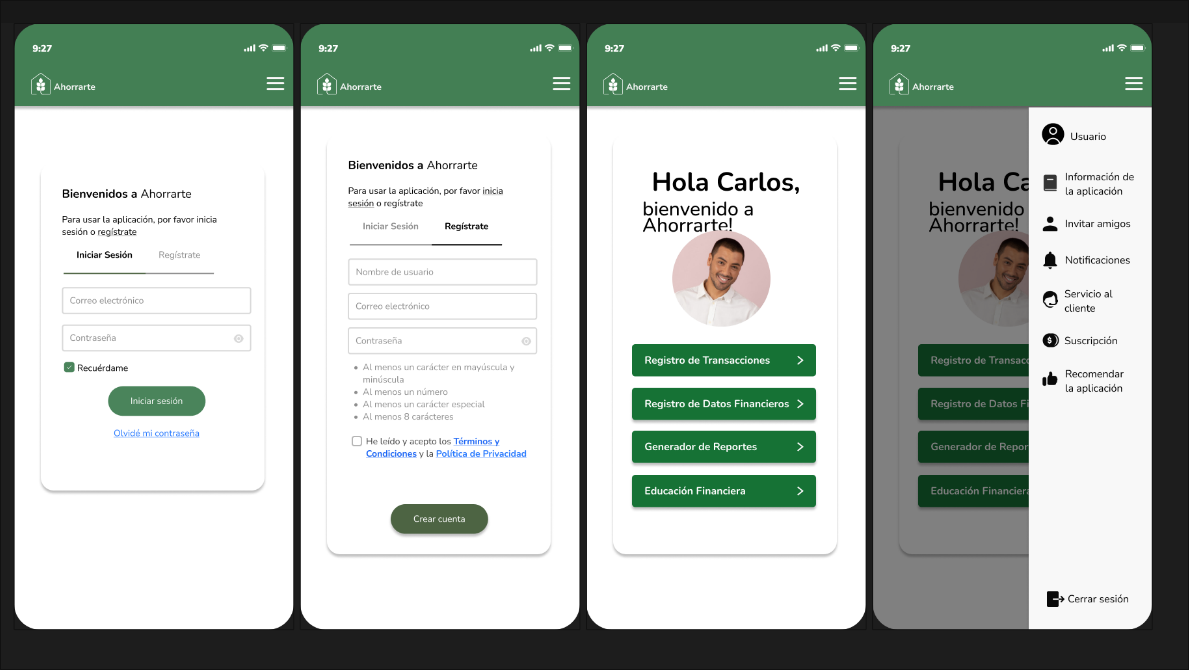 9:27
Ahorrarte
Bienvenidos a Ahorrarte
Para usar la aplicación, por favor inicia
sesión o regístrate
Iniciar Sesión
Regístrate
Correo electrónico
Contraseña
Recuérdame
Iniciar sesión
Olvidé mi contraseña
9:27
Ahorrarte
Bienvenidos a Ahorrarte
Para usar la aplicación, por favor inicia
sesión o regístrate
Iniciar Sesión
Regístrate
Nombre de usuario
Correo electrónico
Contraseña
Al menos un carácter en mayúscula y
minúscula
Al menos un número
Al menos un carácter especial
Al menos 8 carácteres
He leído y acepto los Términos y
Condiciones y la Política de Privacidad
Crear cuenta
9:27
Ahorrarte
Hola Carlos,
bienvenido a
Ahorrarte!
Registro de Transacciones
Registro de Datos Financieros
Generador de Reportes
Educación Financiera
9:27
Ahorrarte
Hola Ca
bienvenido
Ahorrarte!
Registro de Transacc
Registro de Datos Fi
Generador de Repor
Educación Financiera
Usuario
Información de
la aplicación
Invitar amigos
Notificaciones
Servicio al
cliente
Suscripción
Recomendar
la aplicación
Cerrar sesión